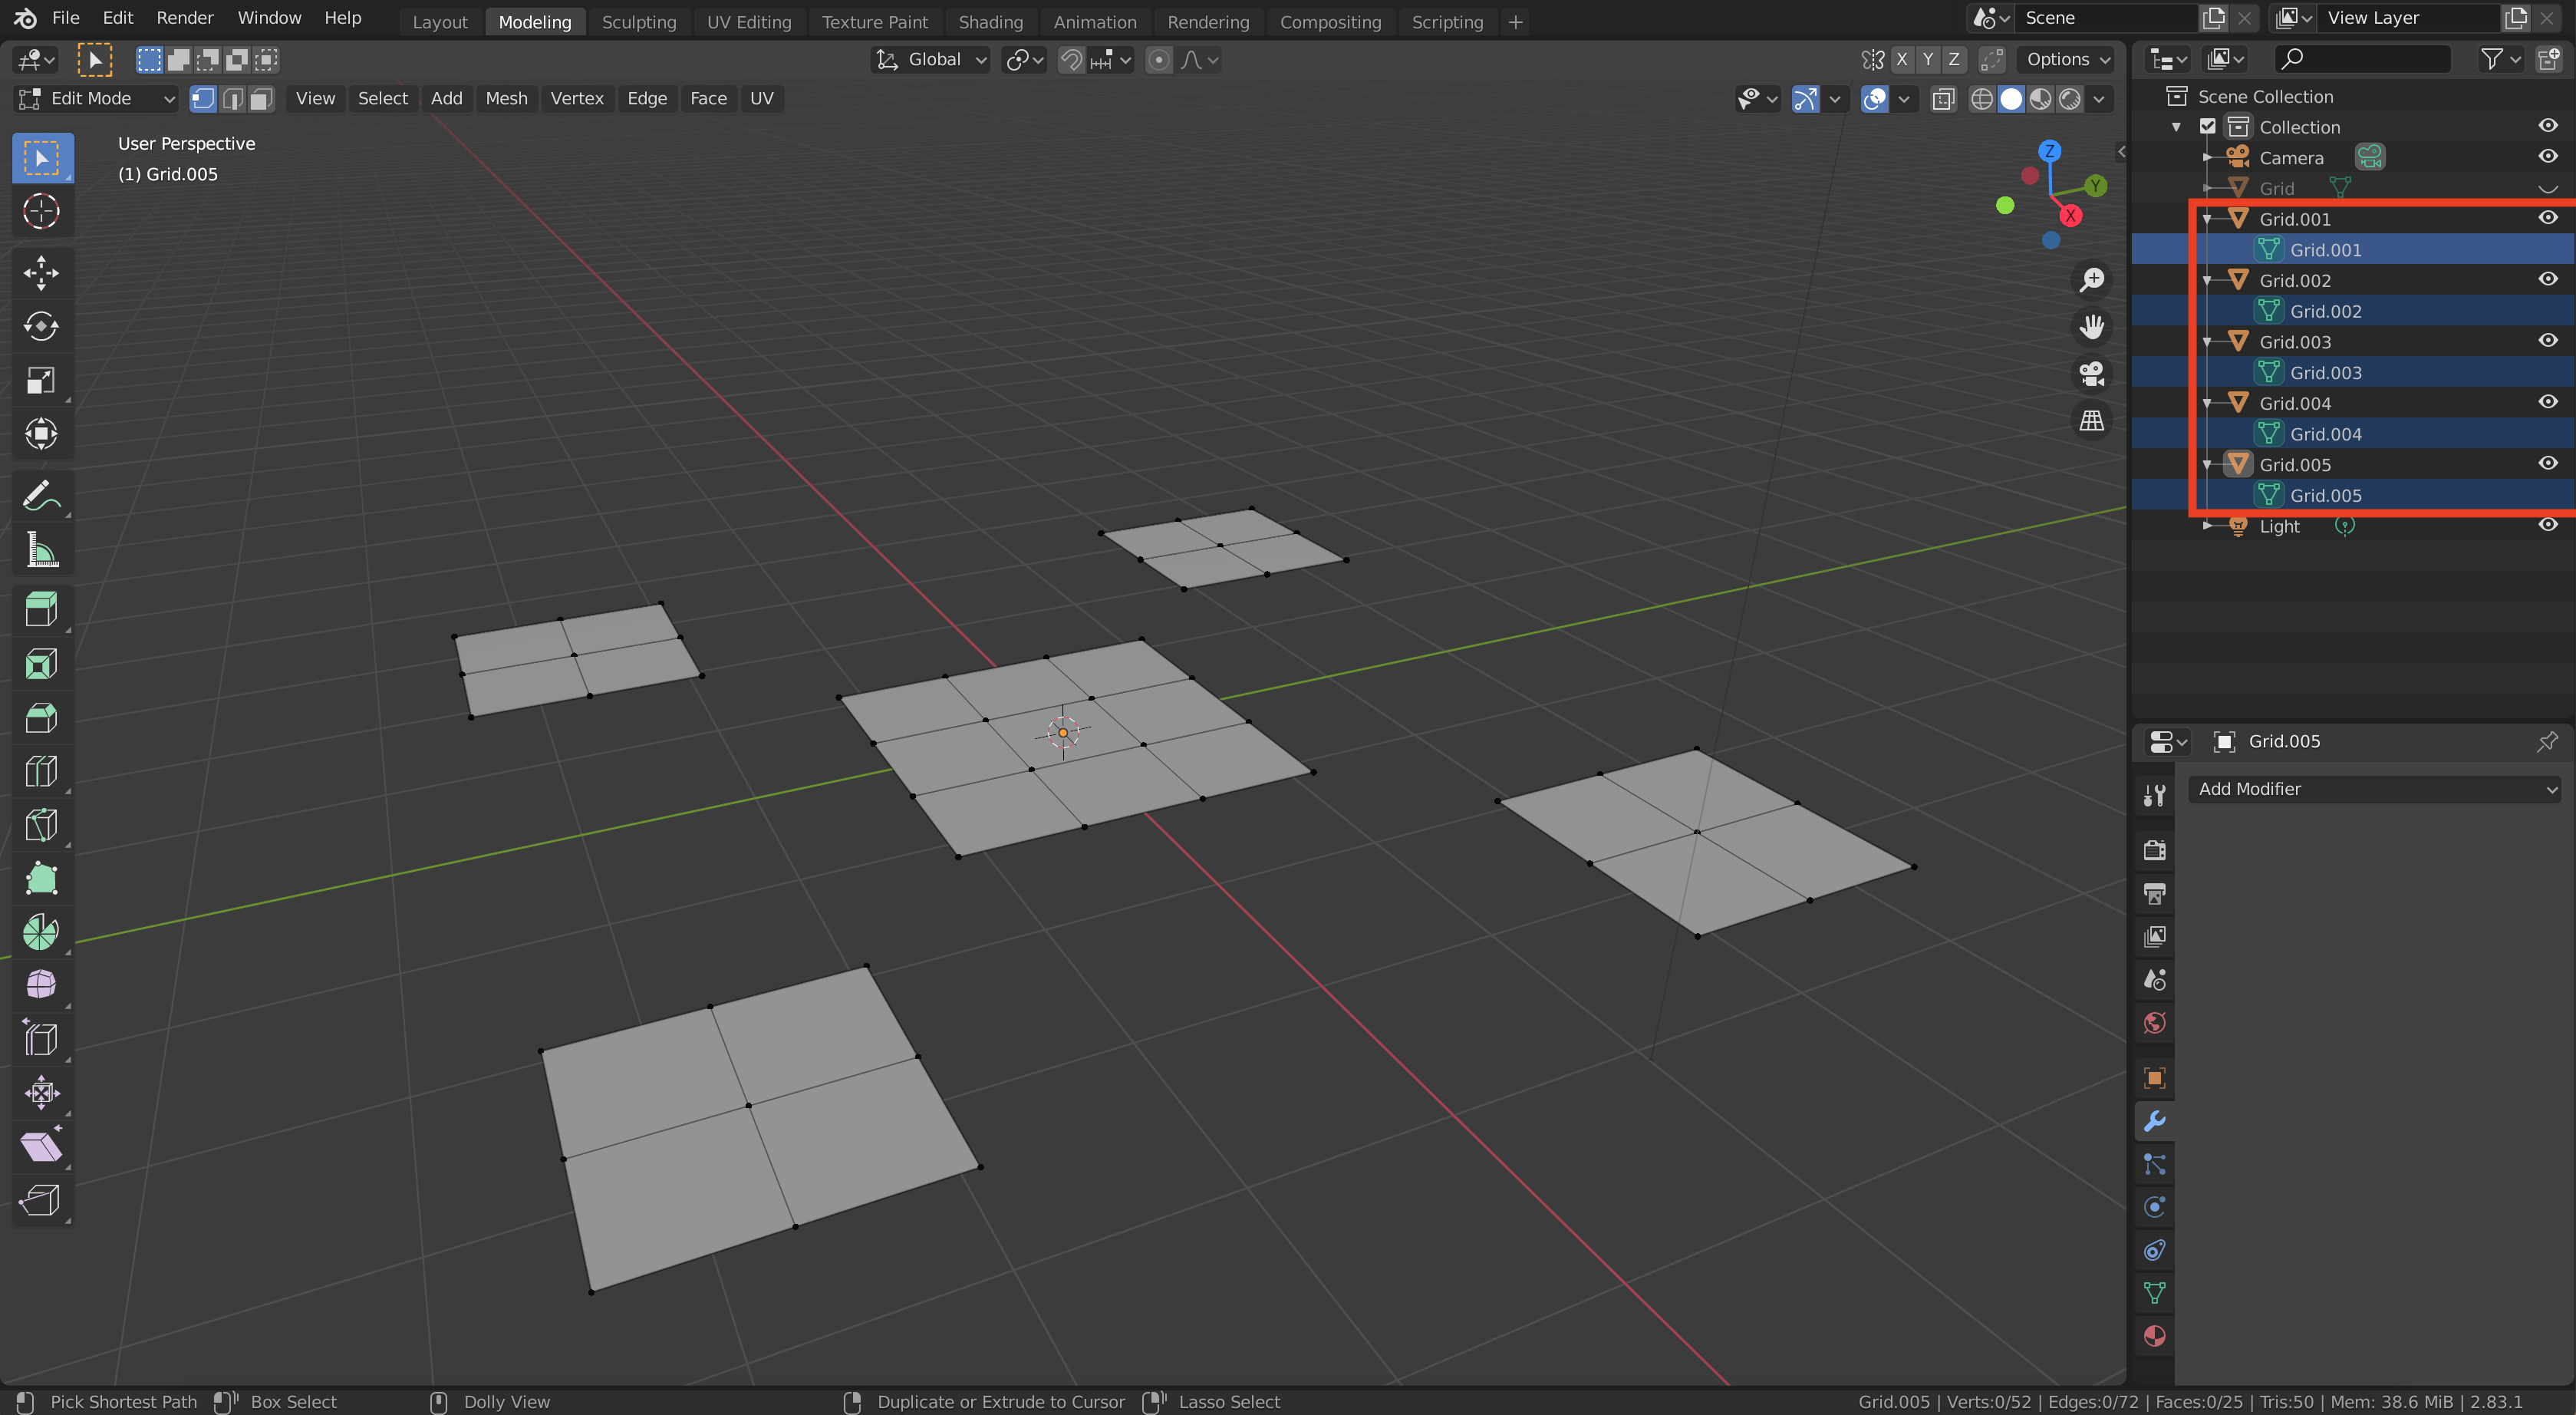 File Edit Render Window Help Layout Modeling Sculpting UV Editing Texture Paint Shading Animation Rendering Compositing Scripting + Scene View Layer
Global X Y Z Options
Edit Mode View Select Add Mesh Vertex Edge Face UV
User Perspective
(1) Grid.005
Z
Y
X
Scene Collection
Collection
Camera
Grid
Grid.001
Grid.001
Grid.002
Grid.002
Grid.003
Grid.003
Grid.004
Grid.004
Grid.005
Grid.005
Light
Grid.005
Add Modifier
Pick Shortest Path Box Select Dolly View Duplicate or Extrude to Cursor Lasso Select Grid.005 | Verts:0/52 | Edges:0/72 | Faces:0/25 | Tris:50 | Mem: 38.6 MiB | 2.83.1